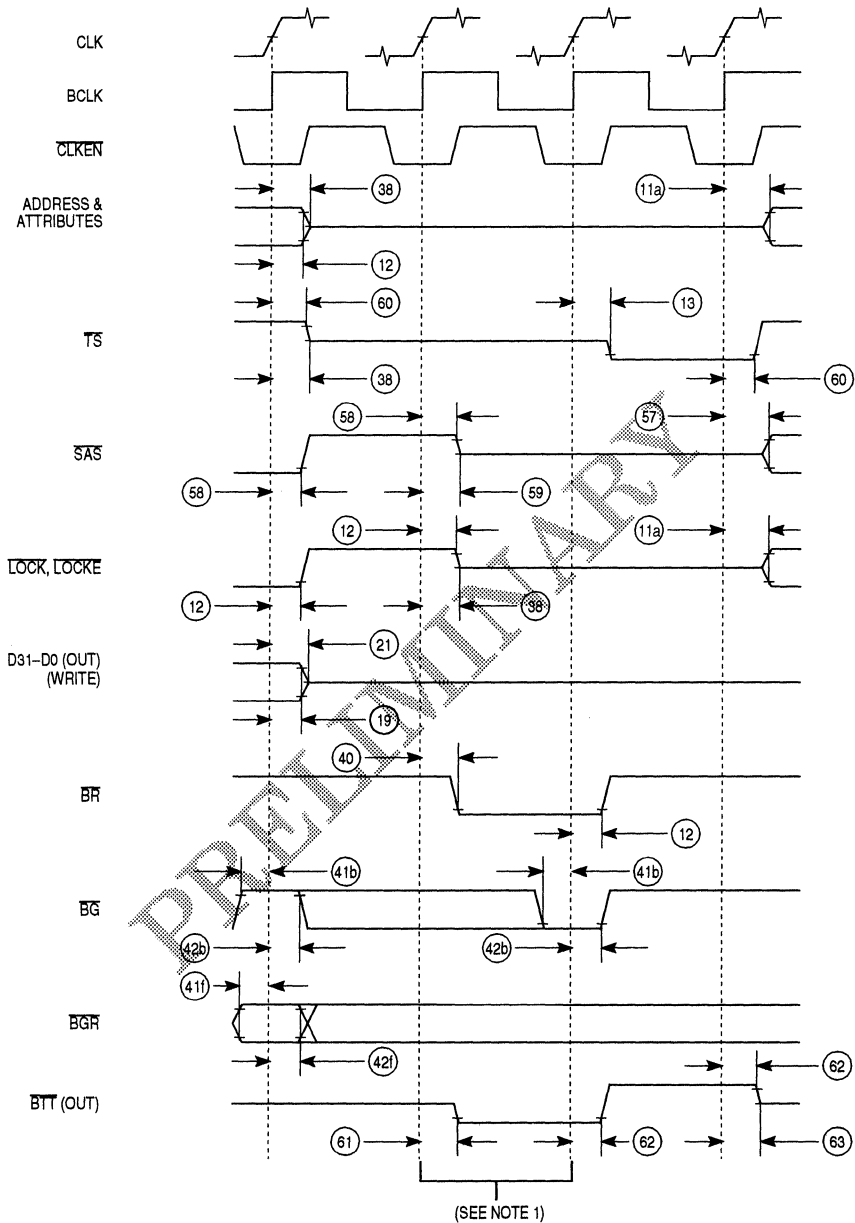 CLK
BCLK
CLKEN
38
11a
ADDRESS &
ATTRIBUTES
12
60
13
TS
38
60
58
57
SAS
58
59
12
11a
LOCK, LOCKE
12
38
21
D31–D0 (OUT)
(WRITE)
19
40
BR
12
41b
41b
BG
42b
42b
41f
BGR
42f
62
BTT (OUT)
61
62
63
(SEE NOTE 1)
PRELIMINARY